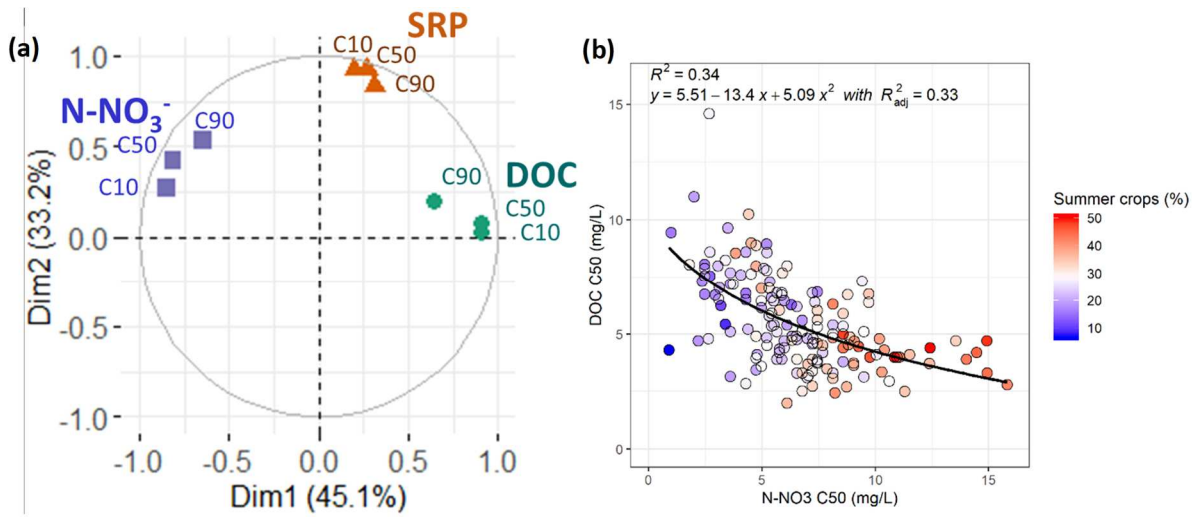 (a)
SRP
C10
C50
C90
N-NO₃⁻
C90
C50
C10
DOC
C90
C50
C10
1.0
0.5
0.0
-0.5
-1.0
Dim2 (33.2%)
-1.0
-0.5
0.0
0.5
1.0
Dim1 (45.1%)
(b)
R² = 0.34
y = 5.51 − 13.4 x + 5.09 x² with R²adj = 0.33
15
10
5
0
DOC C50 (mg/L)
0
5
10
15
N-NO3 C50 (mg/L)
Summer crops (%)
50
40
30
20
10